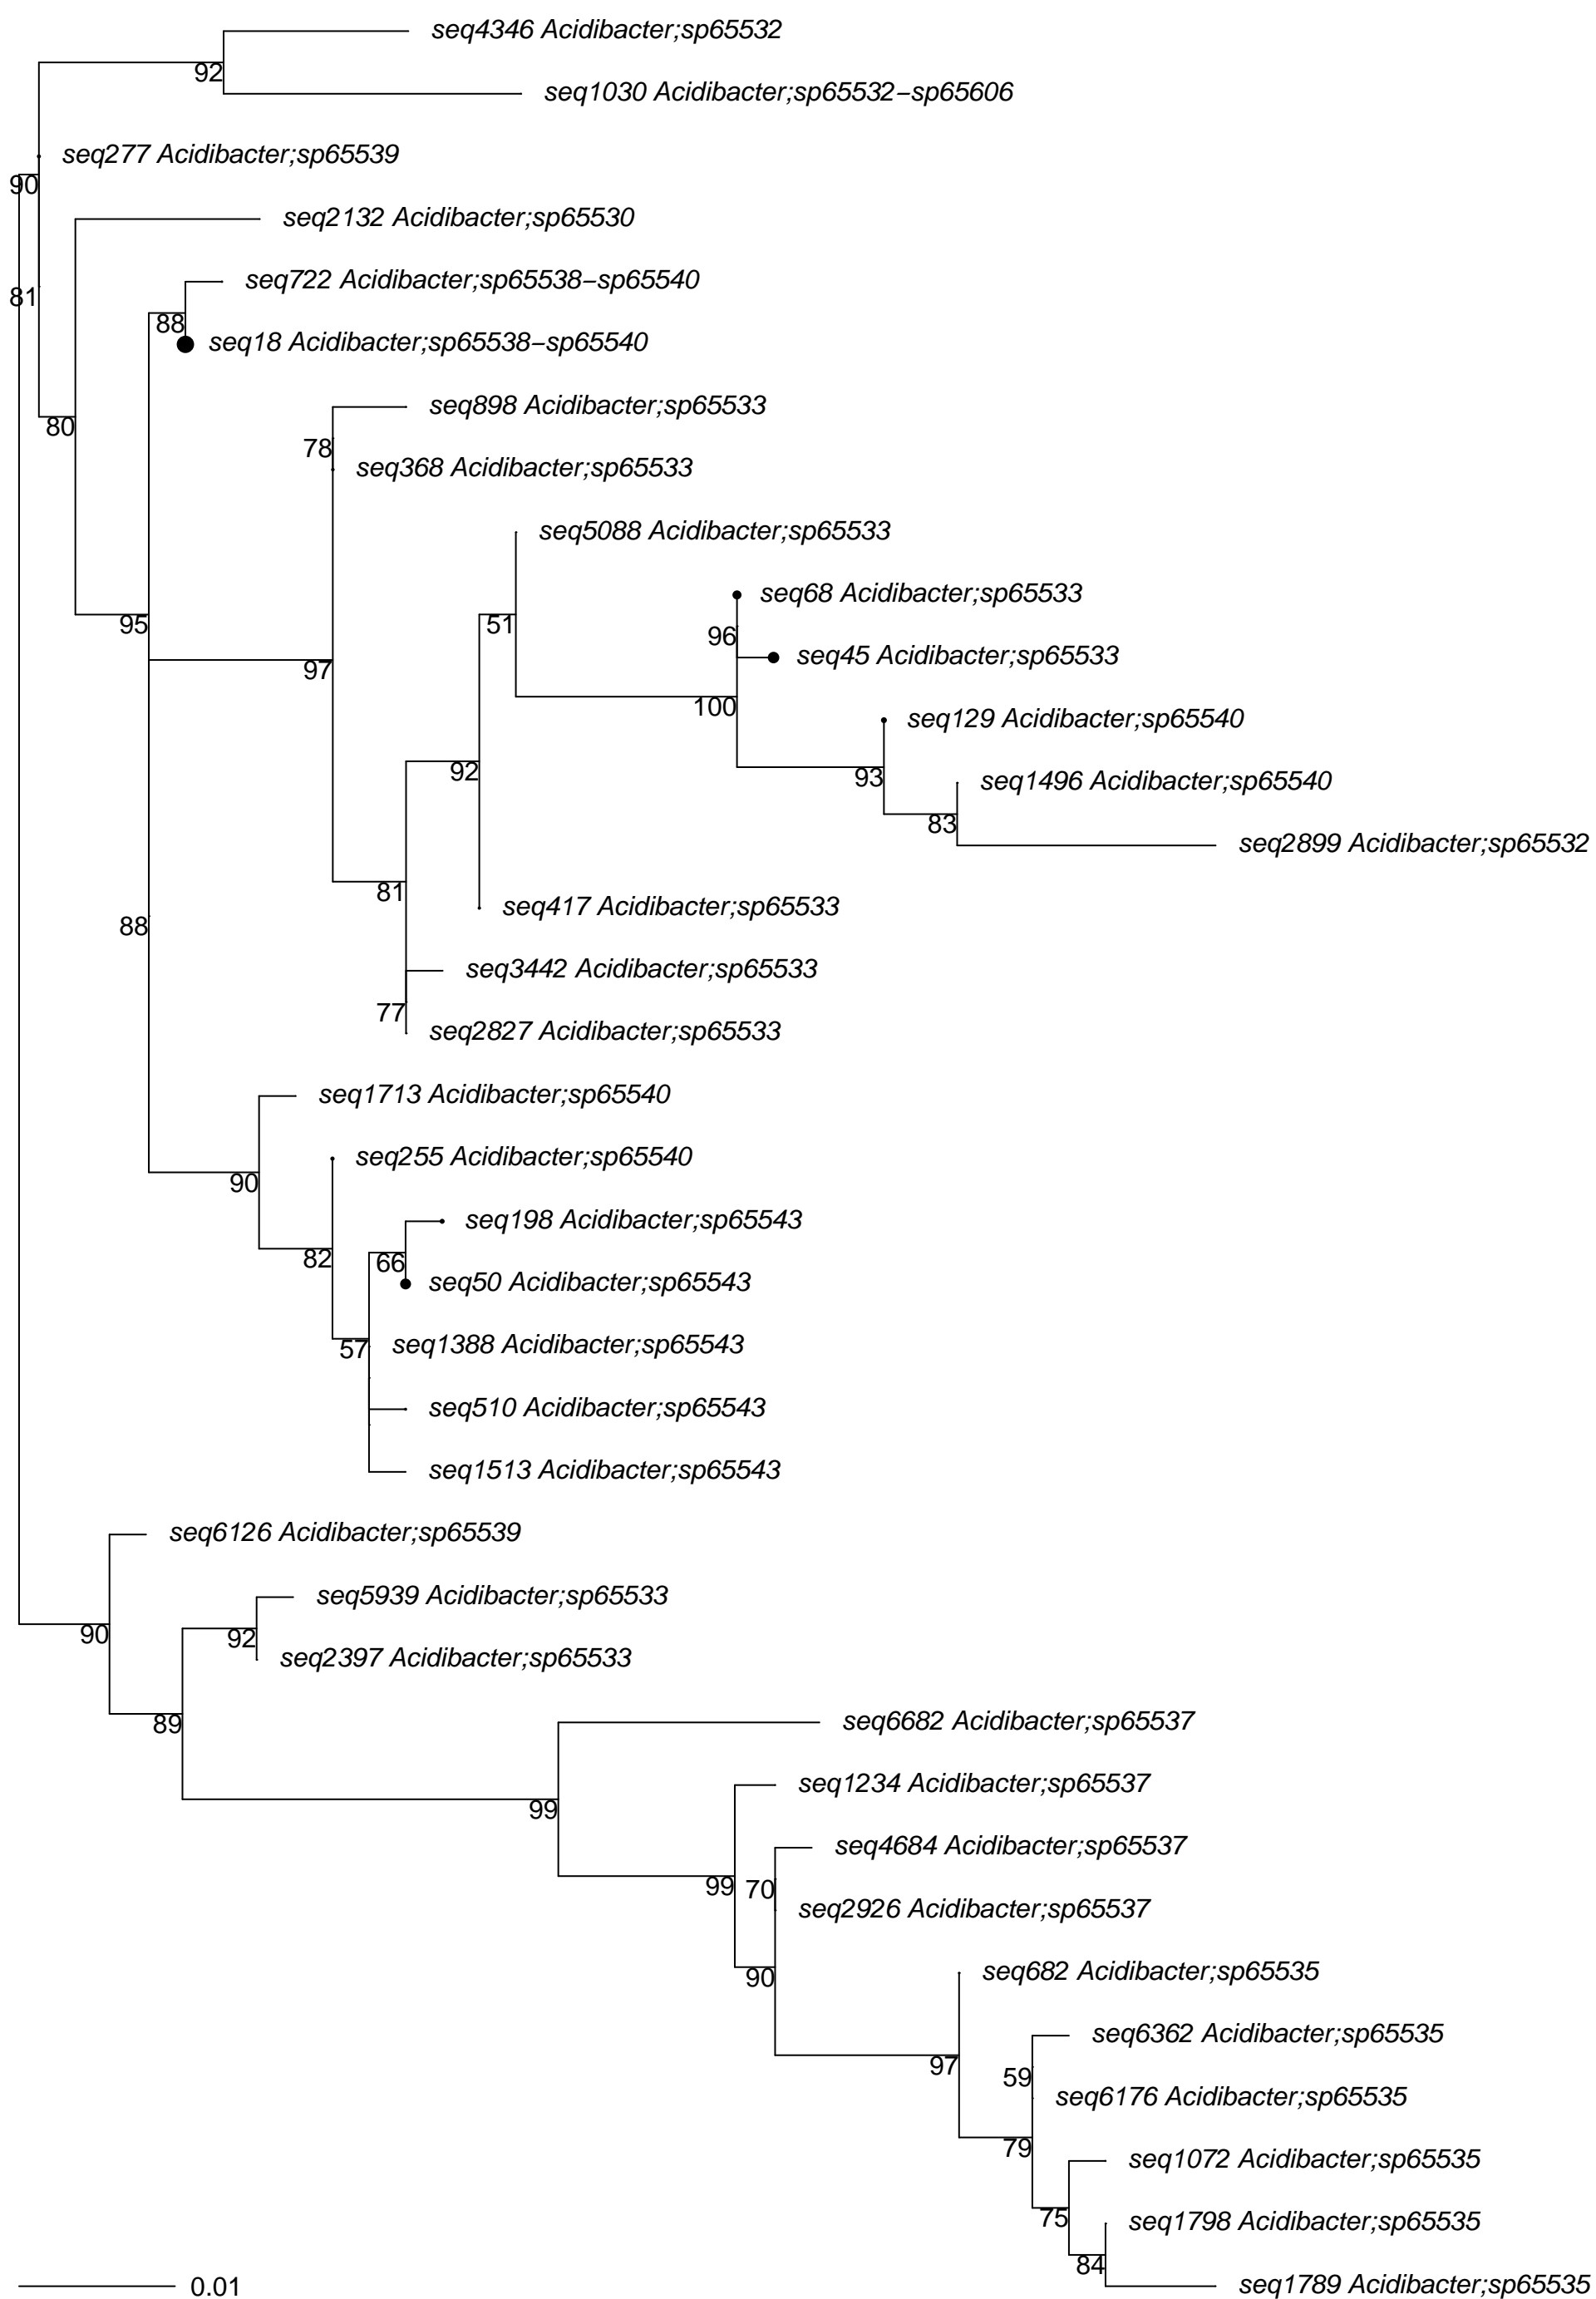 seq4346 Acidibacter;sp65532
92
seq1030 Acidibacter;sp65532−sp65606
seq277 Acidibacter;sp65539
90
seq2132 Acidibacter;sp65530
seq722 Acidibacter;sp65538−sp65540
81
88
seq18 Acidibacter;sp65538−sp65540
seq898 Acidibacter;sp65533
80
78
seq368 Acidibacter;sp65533
seq5088 Acidibacter;sp65533
seq68 Acidibacter;sp65533
95
51
96
seq45 Acidibacter;sp65533
97
100
seq129 Acidibacter;sp65540
92
93
seq1496 Acidibacter;sp65540
83
seq2899 Acidibacter;sp65532
81
seq417 Acidibacter;sp65533
88
seq3442 Acidibacter;sp65533
77
seq2827 Acidibacter;sp65533
seq1713 Acidibacter;sp65540
seq255 Acidibacter;sp65540
90
seq198 Acidibacter;sp65543
82
66
seq50 Acidibacter;sp65543
57
seq1388 Acidibacter;sp65543
seq510 Acidibacter;sp65543
seq1513 Acidibacter;sp65543
seq6126 Acidibacter;sp65539
seq5939 Acidibacter;sp65533
90
92
seq2397 Acidibacter;sp65533
89
seq6682 Acidibacter;sp65537
seq1234 Acidibacter;sp65537
99
seq4684 Acidibacter;sp65537
99
70
seq2926 Acidibacter;sp65537
90
seq682 Acidibacter;sp65535
seq6362 Acidibacter;sp65535
97
59
seq6176 Acidibacter;sp65535
79
seq1072 Acidibacter;sp65535
75
seq1798 Acidibacter;sp65535
84
seq1789 Acidibacter;sp65535
0.01